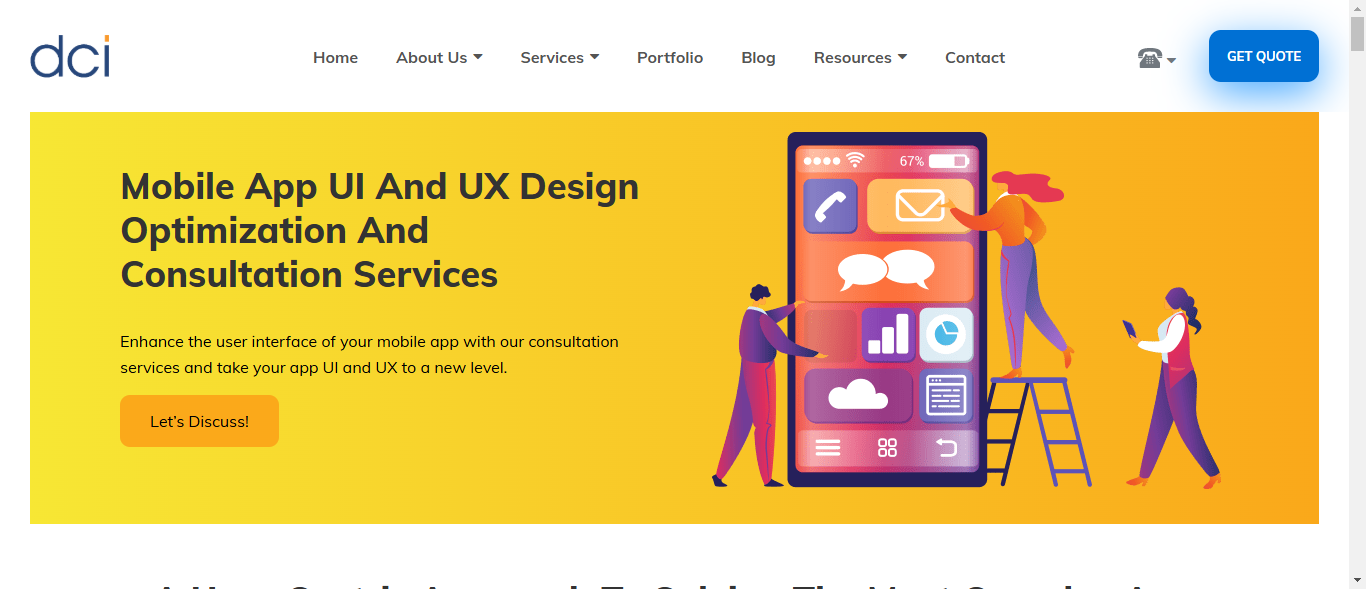 dci
Home About Us Services Portfolio Blog Resources Contact GET QUOTE
67%
Mobile App UI And UX Design
Optimization And
Consultation Services
Enhance the user interface of your mobile app with our consultation
services and take your app UI and UX to a new level.
Let's Discuss!